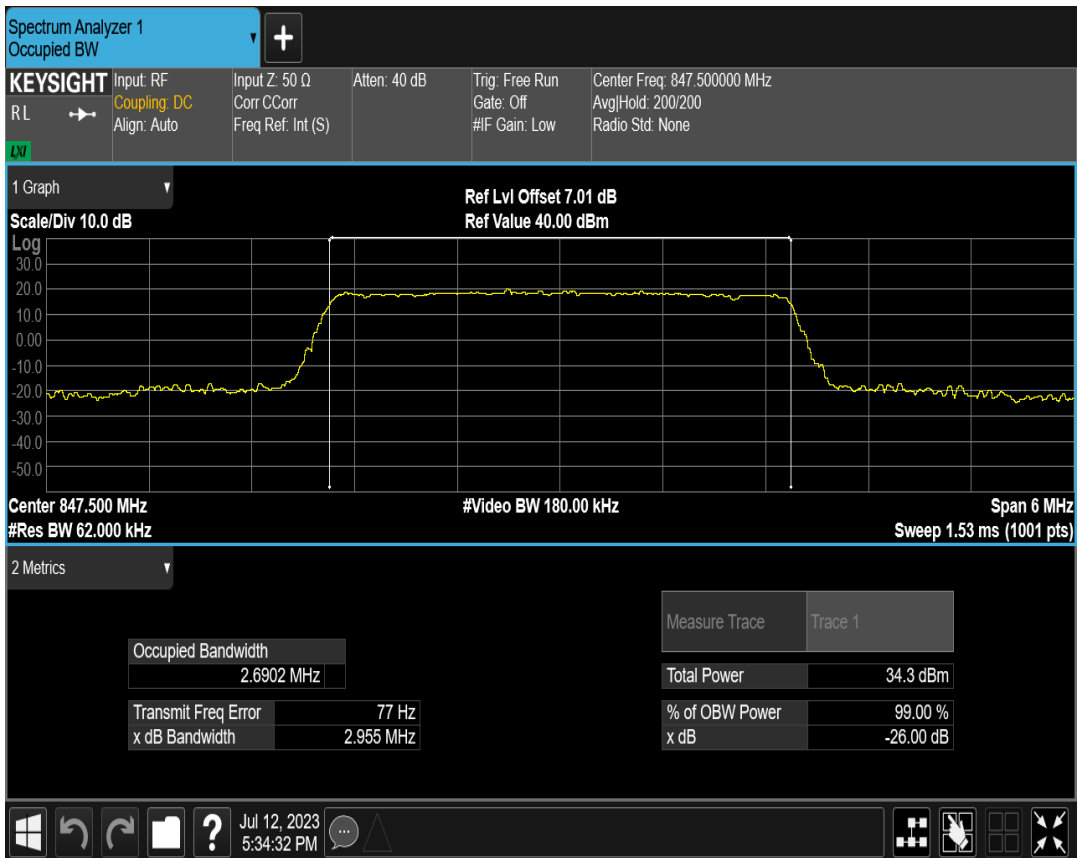 Spectrum Analyzer 1
Occupied BW
KEYSIGHT
RL
LXI
Input: RF
Coupling: DC
Align: Auto
Input Z: 50 Ω
Corr CCorr
Freq Ref: Int (S)
Atten: 40 dB
Trig: Free Run
Gate: Off
#IF Gain: Low
Center Freq: 847.500000 MHz
Avg|Hold: 200/200
Radio Std: None
1 Graph
Scale/Div 10.0 dB
Ref Lvl Offset 7.01 dB
Ref Value 40.00 dBm
Log
30.0
20.0
10.0
0.00
-10.0
-20.0
-30.0
-40.0
-50.0
Center 847.500 MHz
#Video BW 180.00 kHz
Span 6 MHz
#Res BW 62.000 kHz
Sweep 1.53 ms (1001 pts)
2 Metrics
Measure Trace Trace 1
Occupied Bandwidth
2.6902 MHz
Total Power 34.3 dBm
Transmit Freq Error 77 Hz
% of OBW Power 99.00 %
x dB Bandwidth 2.955 MHz
x dB -26.00 dB
?
Jul 12, 2023
5:34:32 PM